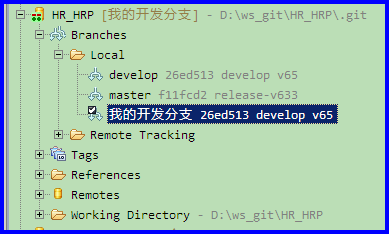 HR_HRP [我的开发分支] - D:\ws_git\HR_HRP\.git
Branches
Local
develop 26ed513 develop v65
master f11fcd2 release-v633
我的开发分支 26ed513 develop v65
Remote Tracking
Tags
References
Remotes
Working Directory - D:\ws_git\HR_HRP